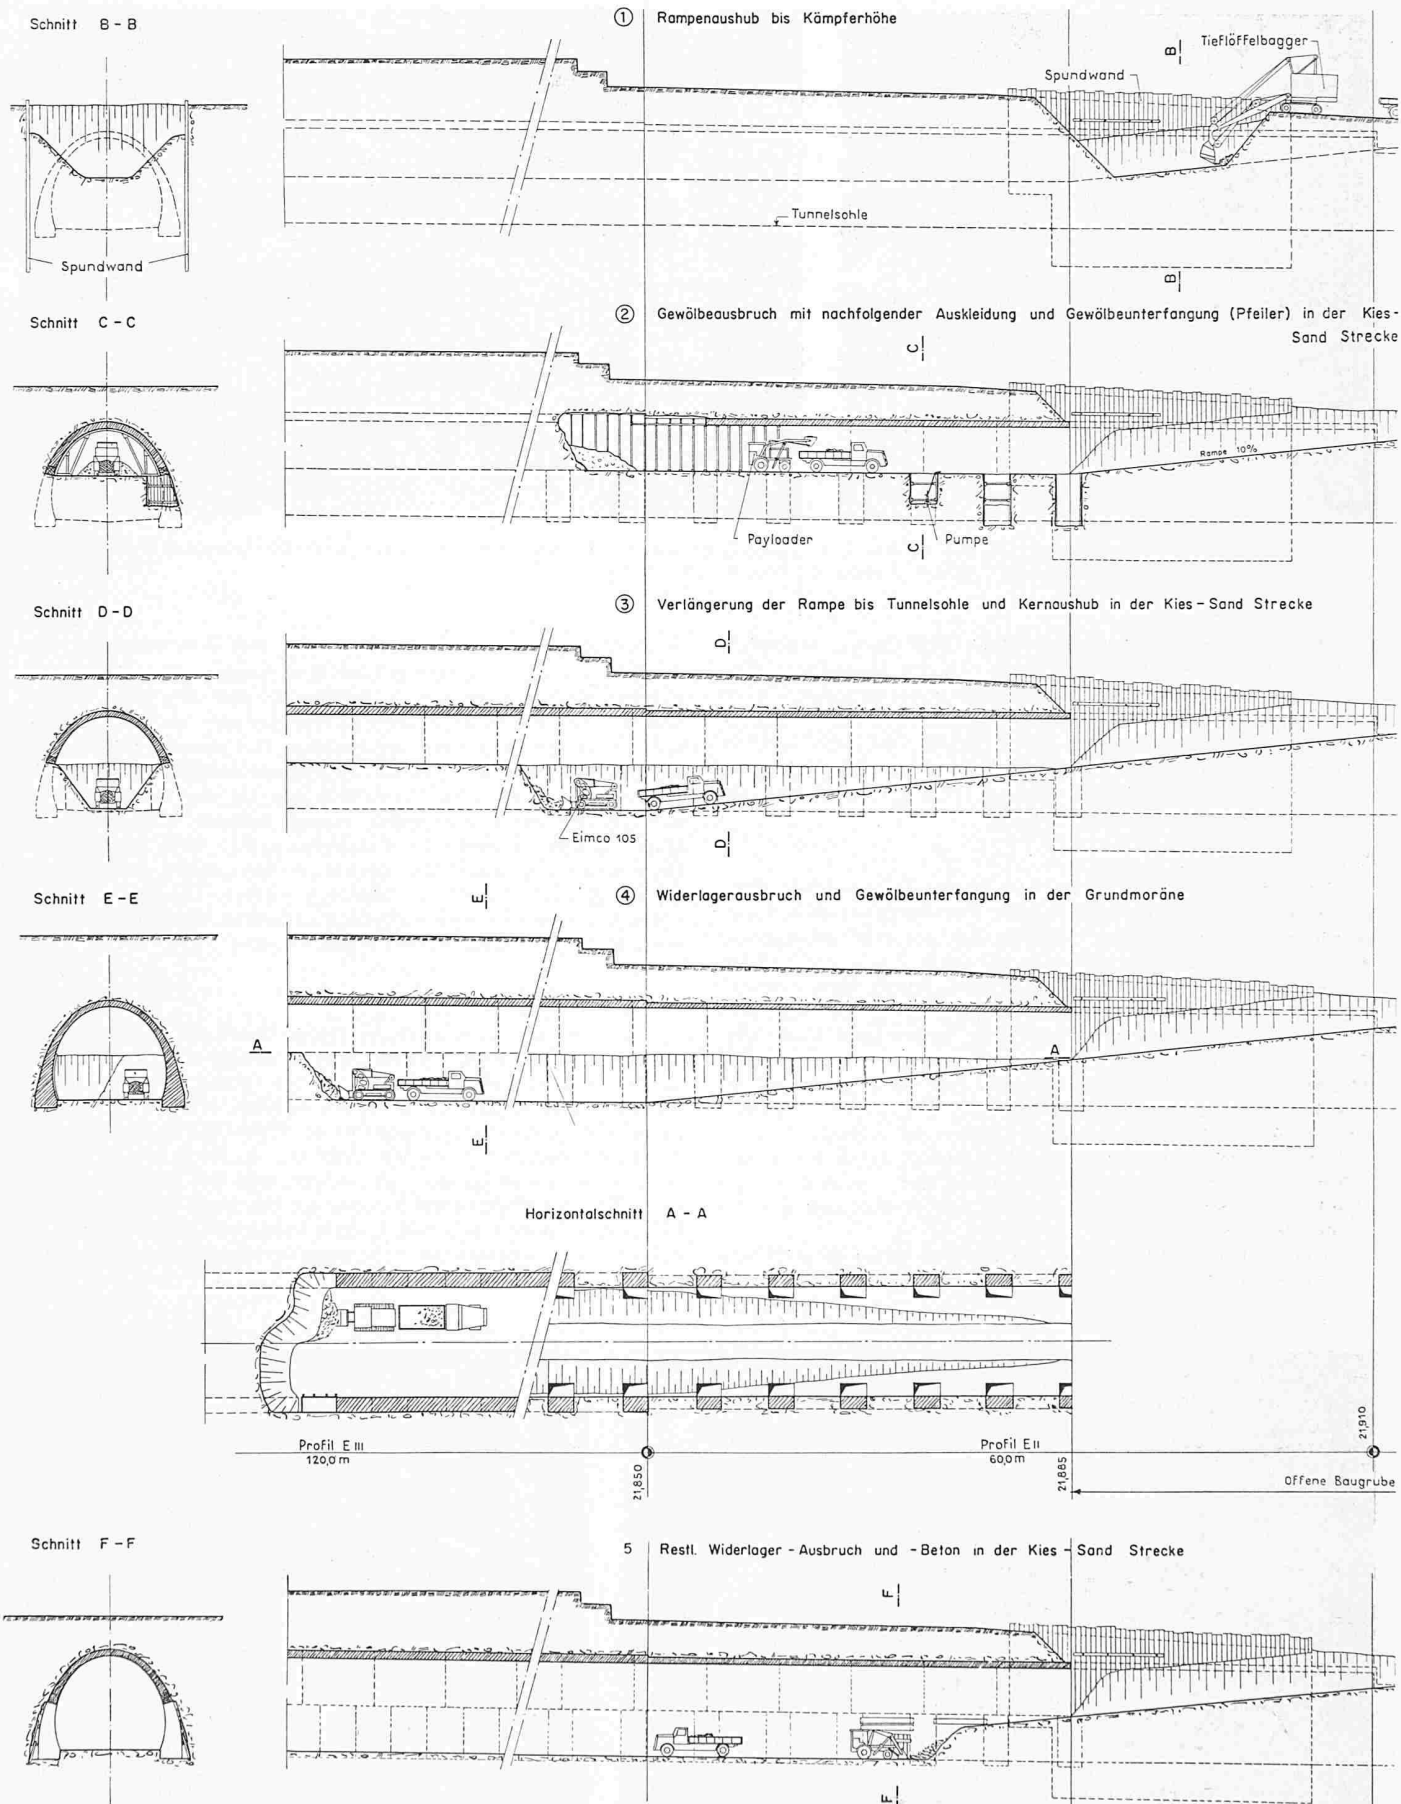 Schnitt B - B
① Rampenaushub bis Kämpferhöhe
B
Tieflöffelbagger
Spundwand
Tunnelsohle
Spundwand
B
Schnitt C - C
② Gewölbeausbruch mit nachfolgender Auskleidung und Gewölbeunterfangung (Pfeiler) in der Kies-
Sand Strecke
C
Rampe 10%
Payloader
C
Pumpe
Schnitt D - D
③ Verlängerung der Rampe bis Tunnelsohle und Kernaushub in der Kies - Sand Strecke
D
Eimco 105
D
Schnitt E - E
E
④ Widerlagerausbruch und Gewölbeunterfangung in der Grundmoräne
A
A
E
Horizontalschnitt A - A
Profil E III
120,0 m
21,850
Profil E II
60,0 m
21,885
21,910
Offene Baugrube
Schnitt F - F
5 Restl. Widerlager - Ausbruch und - Beton in der Kies - Sand Strecke
F
F